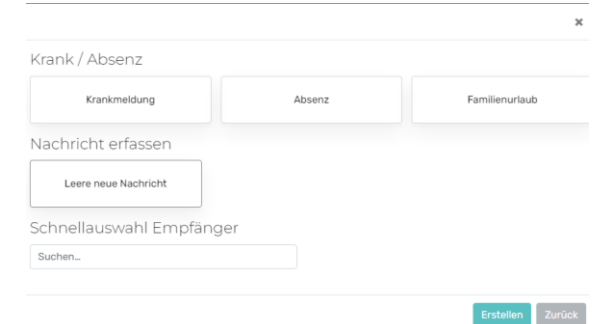 ×
Krank / Absenz
Krankmeldung Absenz Familienurlaub
Nachricht erfassen
Leere neue Nachricht
Schnellauswahl Empfänger
Suchen...
Erstellen Zurück